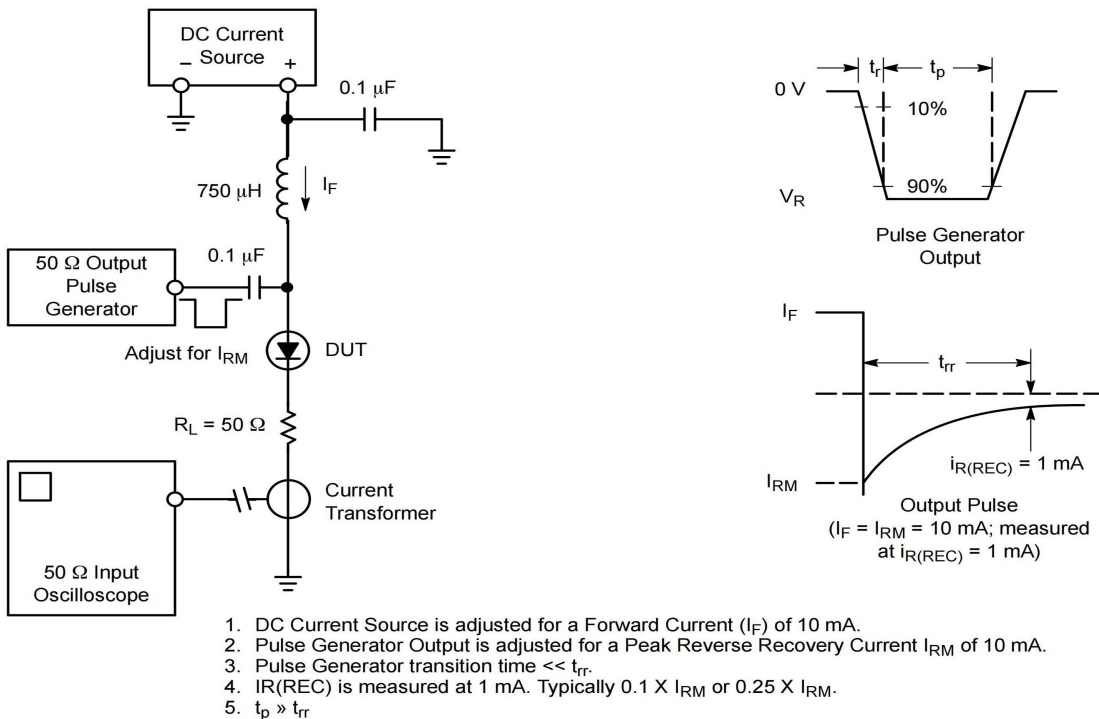 DC Current
Source
−
+
0.1 μF
750 μH
I_F
0.1 μF
50 Ω Output
Pulse
Generator
Adjust for I_RM
DUT
R_L = 50 Ω
Current
Transformer
50 Ω Input
Oscilloscope
t_r
t_p
0 V
10%
90%
V_R
Pulse Generator
Output
I_F
t_rr
i_R(REC) = 1 mA
I_RM
Output Pulse
(I_F = I_RM = 10 mA; measured
at i_R(REC) = 1 mA)
1. DC Current Source is adjusted for a Forward Current (I_F) of 10 mA.
2. Pulse Generator Output is adjusted for a Peak Reverse Recovery Current I_RM of 10 mA.
3. Pulse Generator transition time << t_rr.
4. IR(REC) is measured at 1 mA. Typically 0.1 X I_RM or 0.25 X I_RM.
5. t_p » t_rr